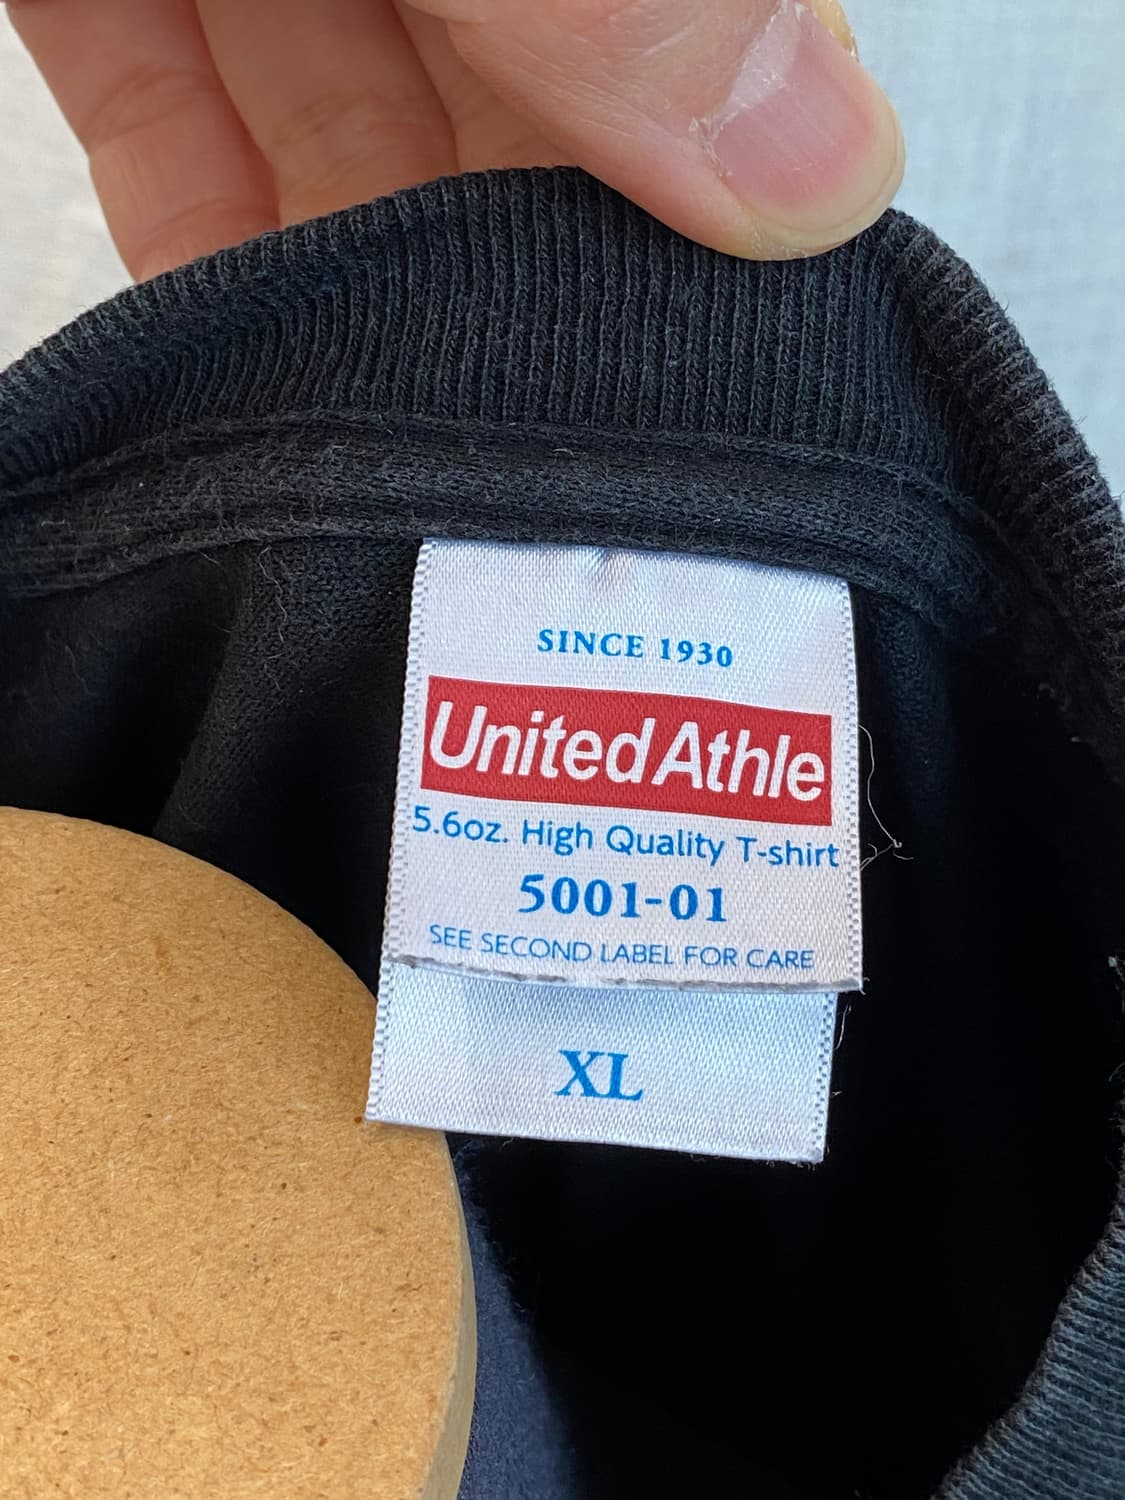 SINCE 1930
United Athle
5.6oz. High Quality T-shirt
5001-01
SEE SECOND LABEL FOR CARE
XL